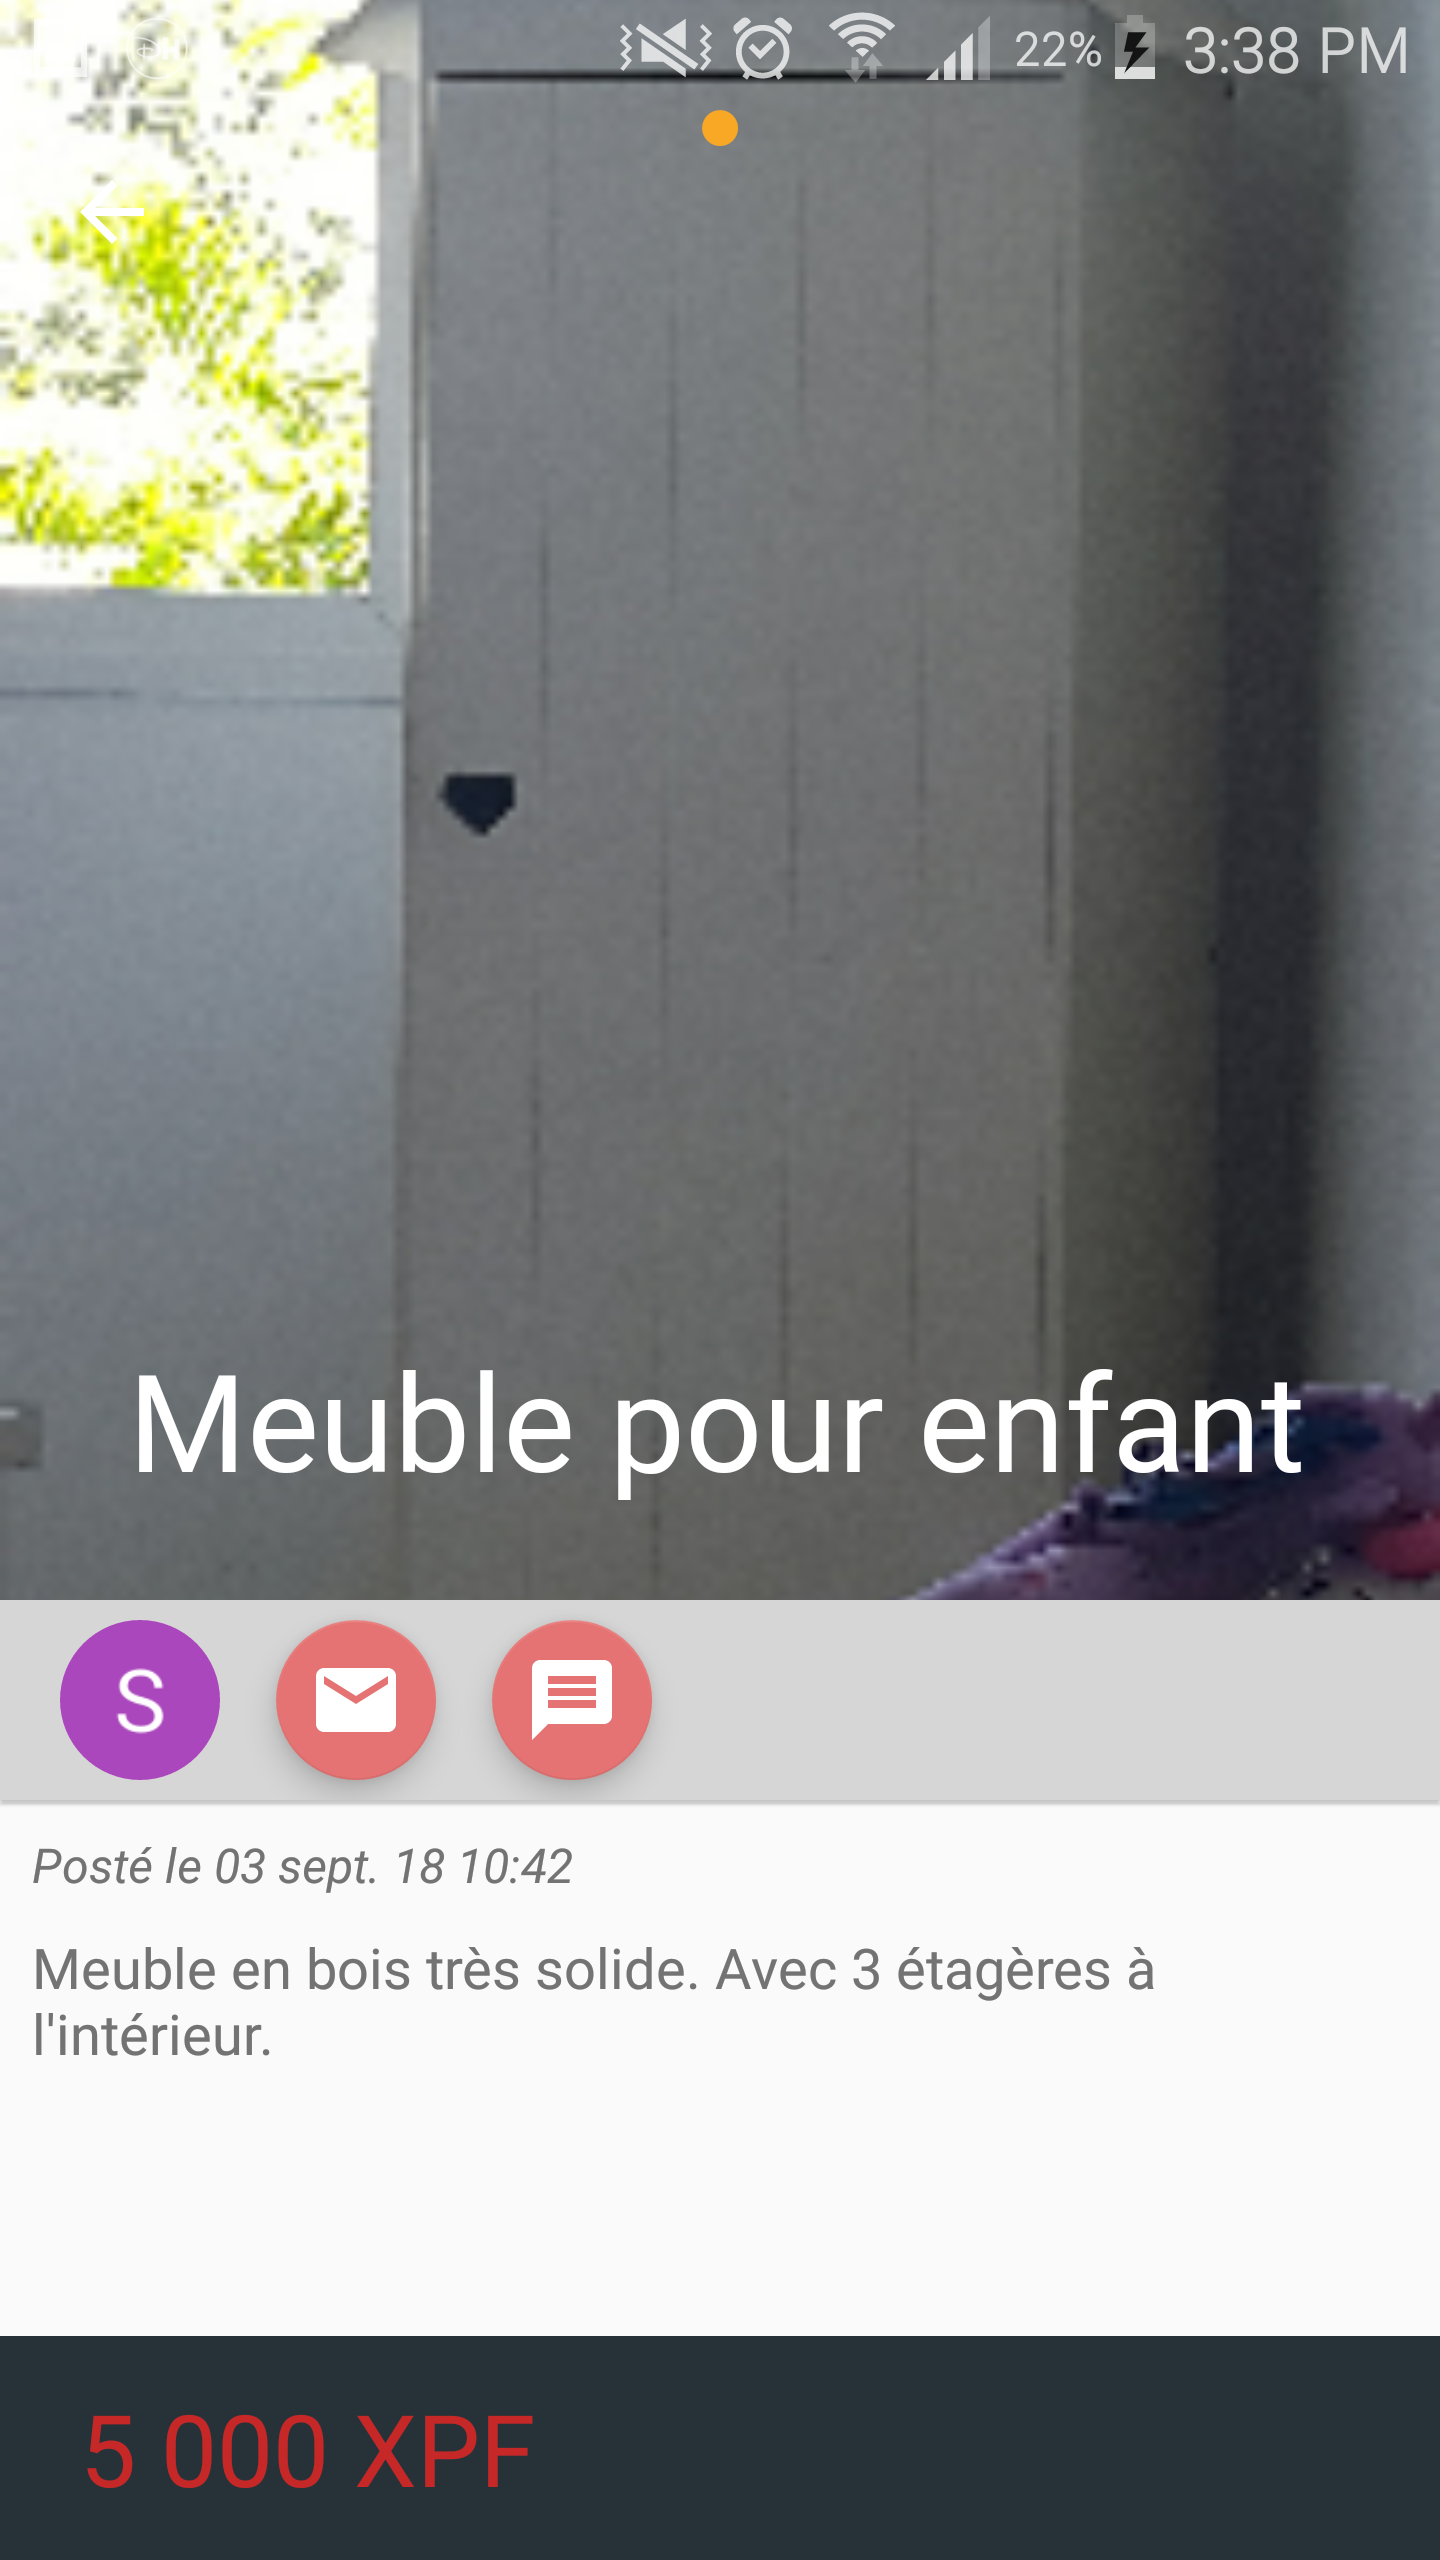 22% 3:38 PM
Meuble pour enfant
S
Posté le 03 sept. 18 10:42
Meuble en bois très solide. Avec 3 étagères à
l'intérieur.
5 000 XPF